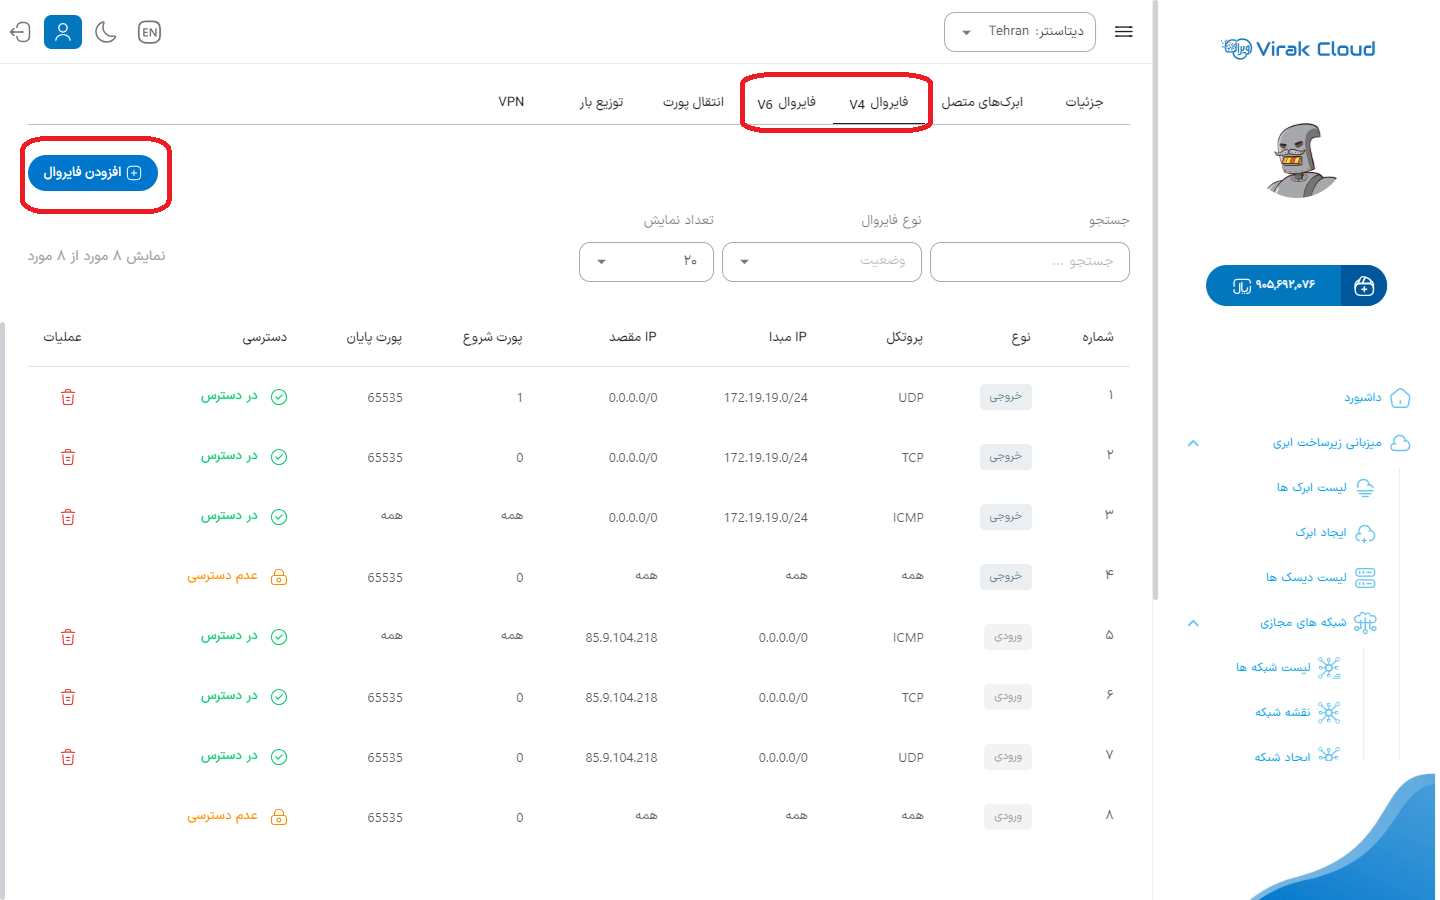 Virak Cloud
دیتاسنتر: Tehran
EN
جزئیات
ابرک‌های متصل
فایروال V4
فایروال V6
انتقال پورت
توزیع بار
VPN
افزودن فایروال
جستجو
نوع فایروال
تعداد نمایش
جستجو ...
وضعیت
۲۰
نمایش ۸ مورد از ۸ مورد
شماره نوع پروتکل IP مبدا IP مقصد پورت شروع پورت پایان دسترسی عملیات
۱ خروجی UDP 172.19.19.0/24 0.0.0.0/0 1 65535 در دسترس
۲ خروجی TCP 172.19.19.0/24 0.0.0.0/0 0 65535 در دسترس
۳ خروجی ICMP 172.19.19.0/24 0.0.0.0/0 همه همه در دسترس
۴ خروجی همه همه همه 0 65535 عدم دسترسی
۵ ورودی ICMP 0.0.0.0/0 85.9.104.218 همه همه در دسترس
۶ ورودی TCP 0.0.0.0/0 85.9.104.218 0 65535 در دسترس
۷ ورودی UDP 0.0.0.0/0 85.9.104.218 0 65535 در دسترس
۸ ورودی همه همه همه 0 65535 عدم دسترسی
۹۰۵,۶۹۲,۰۷۶ ریال
داشبورد
میزبانی زیرساخت ابری
لیست ابرک ها
ایجاد ابرک
لیست دیسک ها
شبکه های مجازی
لیست شبکه ها
نقشه شبکه
ایجاد شبکه